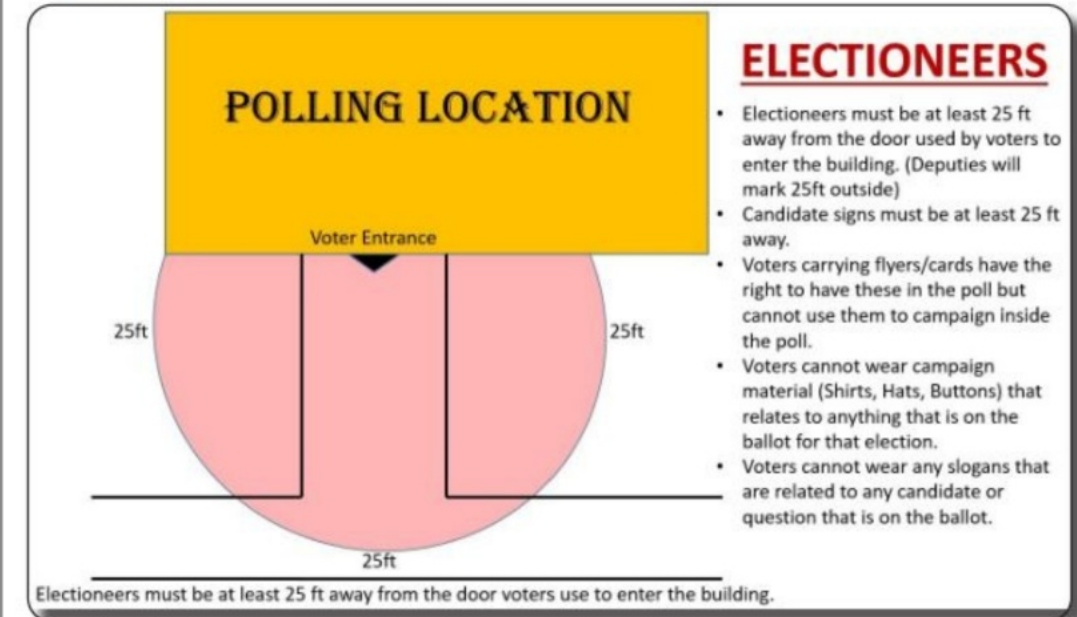 POLLING LOCATION
Voter Entrance
25ft
25ft
25ft
Electioneers must be at least 25 ft away from the door voters use to enter the building.
ELECTIONEERS
• Electioneers must be at least 25 ft
away from the door used by voters to
enter the building. (Deputies will
mark 25ft outside)
• Candidate signs must be at least 25 ft
away.
• Voters carrying flyers/cards have the
right to have these in the poll but
cannot use them to campaign inside
the poll.
• Voters cannot wear campaign
material (Shirts, Hats, Buttons) that
relates to anything that is on the
ballot for that election.
• Voters cannot wear any slogans that
are related to any candidate or
question that is on the ballot.